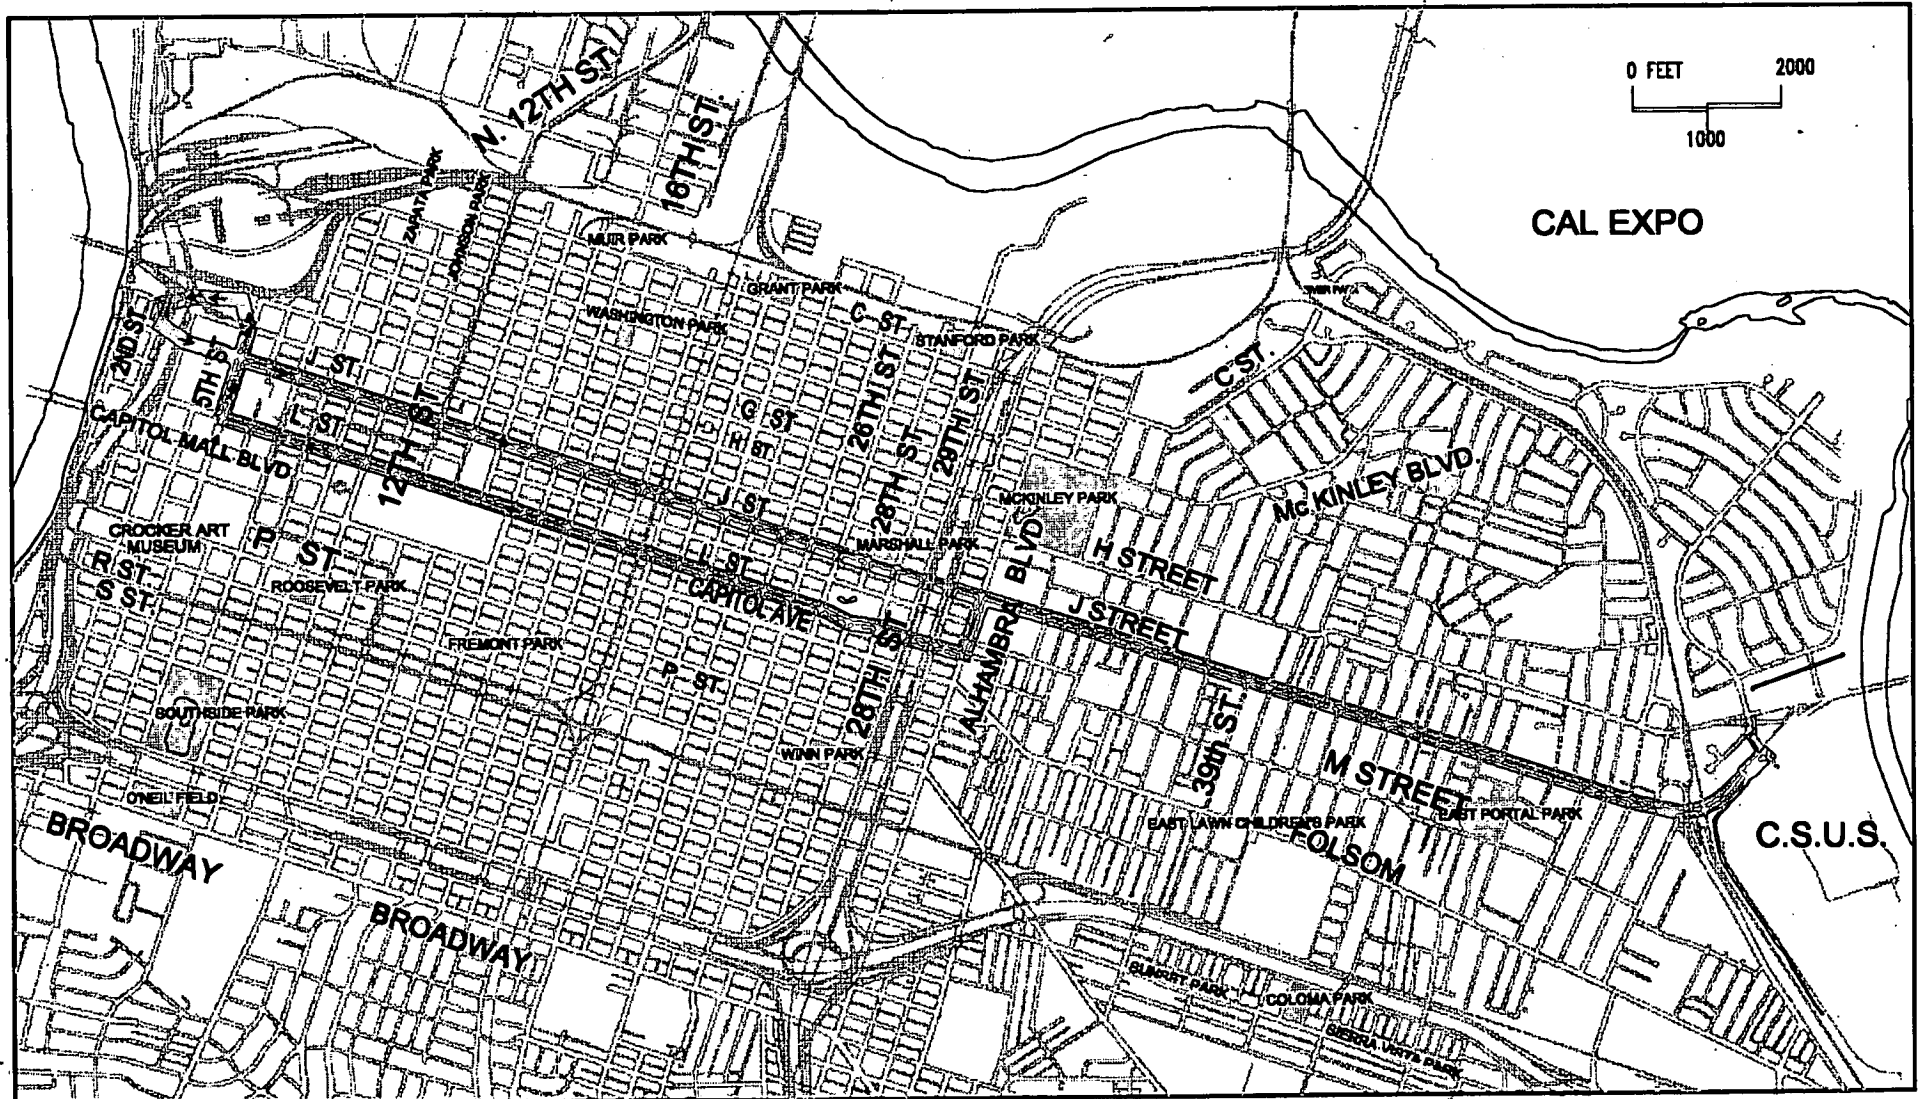 0 FEET 2000
1000
N. 12TH ST.
16TH ST.
CAL EXPO
ZAPATA PARK
JOHNSON PARK
MUIR PARK
GRANT PARK
WASHINGTON PARK
C ST.
STANFORD PARK
2ND ST.
5TH ST
J ST.
L ST
12TH ST
CAPITOL MALL BLVD.
G ST
H ST
J ST
26TH ST
28TH ST
29TH ST
C ST.
Mc KINLEY BLVD.
MCKINLEY PARK
MARSHALL PARK
CROCKER ART
MUSEUM
P ST.
R ST.
S ST.
ROOSEVELT PARK
L ST
CAPITOL AVE
28TH ST
ALHAMBRA BLVD
H STREET
J STREET
FREMONT PARK
P ST.
SOUTHSIDE PARK
WINN PARK
39th ST.
M STREET
EAST PORTAL PARK
EAST LAWN CHILDREN'S PARK
FOLSOM
C.S.U.S.
O'NEIL FIELD
BROADWAY
BROADWAY
COLOMA PARK
SIERRA VISTA PARK